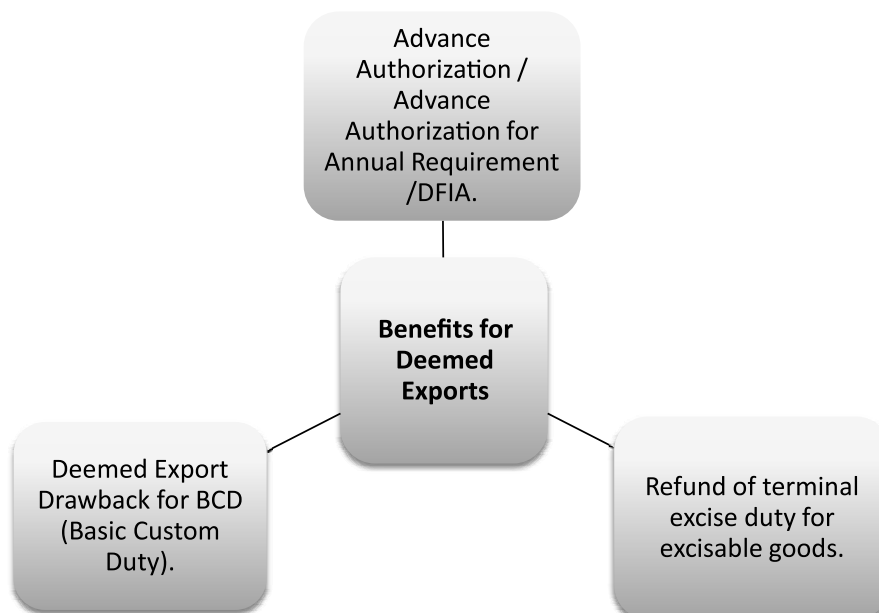 Advance
Authorization /
Advance
Authorization for
Annual Requirement
/DFIA.
Benefits for
Deemed
Exports
Deemed Export
Drawback for BCD
(Basic Custom
Duty).
Refund of terminal
excise duty for
excisable goods.